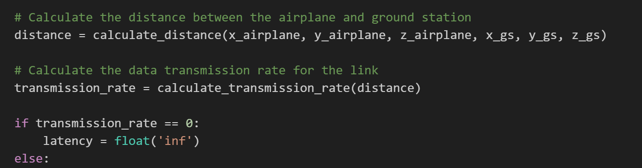 # Calculate the distance between the airplane and ground station
distance = calculate_distance(x_airplane, y_airplane, z_airplane, x_gs, y_gs, z_gs)
# Calculate the data transmission rate for the link
transmission_rate = calculate_transmission_rate(distance)
if transmission_rate == 0:
    latency = float('inf')
else: